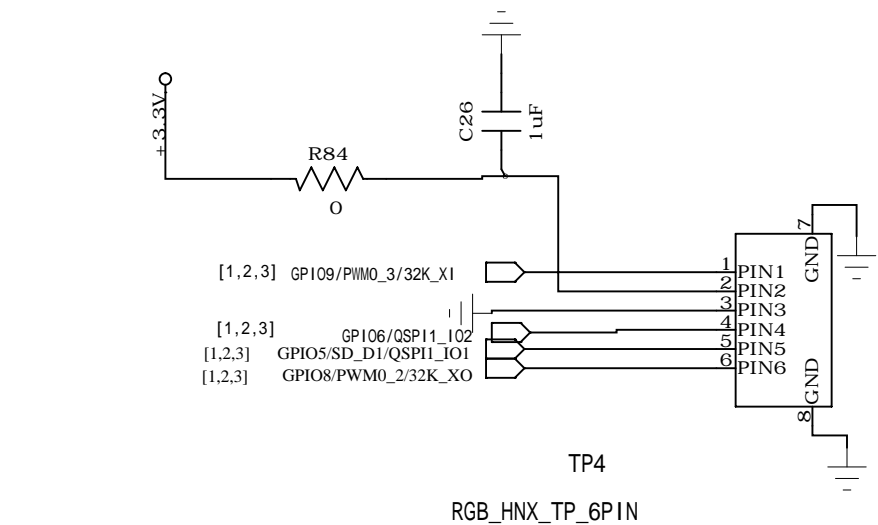 +3.3V
C26
1uF
R84
0
7
GND
[1,2,3] GPIO9/PWM0_3/32K_XI
1 PIN1
2 PIN2
3 PIN3
[1,2,3] GPIO6/QSPI1_IO2
4 PIN4
[1,2,3] GPIO5/SD_D1/QSPI1_IO1
5 PIN5
[1,2,3] GPIO8/PWM0_2/32K_XO
6 PIN6
GND
8
TP4
RGB_HNX_TP_6PIN